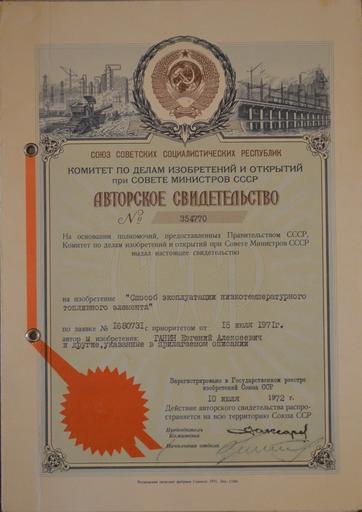 СОЮЗ СОВЕТСКИХ СОЦИАЛИСТИЧЕСКИХ РЕСПУБЛИК
КОМИТЕТ ПО ДЕЛАМ ИЗОБРЕТЕНИЙ И ОТКРЫТИЙ
при СОВЕТЕ МИНИСТРОВ СССР
АВТОРСКОЕ СВИДЕТЕЛЬСТВО
№ 354770
На основании полномочий, предоставленных Правительством СССР,
Комитет по делам изобретений и открытий при Совете Министров СССР
выдал настоящее свидетельство
на изобретение "Способ эксплуатации низкотемпературного
топливного элемента"
по заявке № 1680731 с приоритетом от 15 июля 1971г.
автор ы изобретения: ГАНИН Евгений Алексеевич
и другие, указанные в прилагаемом описании
Зарегистрировано в Государственном реестре
изобретений Союза ССР
10 июля 1972 г.
Действие авторского свидетельства распро-
страняется на всю территорию Союза ССР
Председатель
Комитета
Начальник отдела